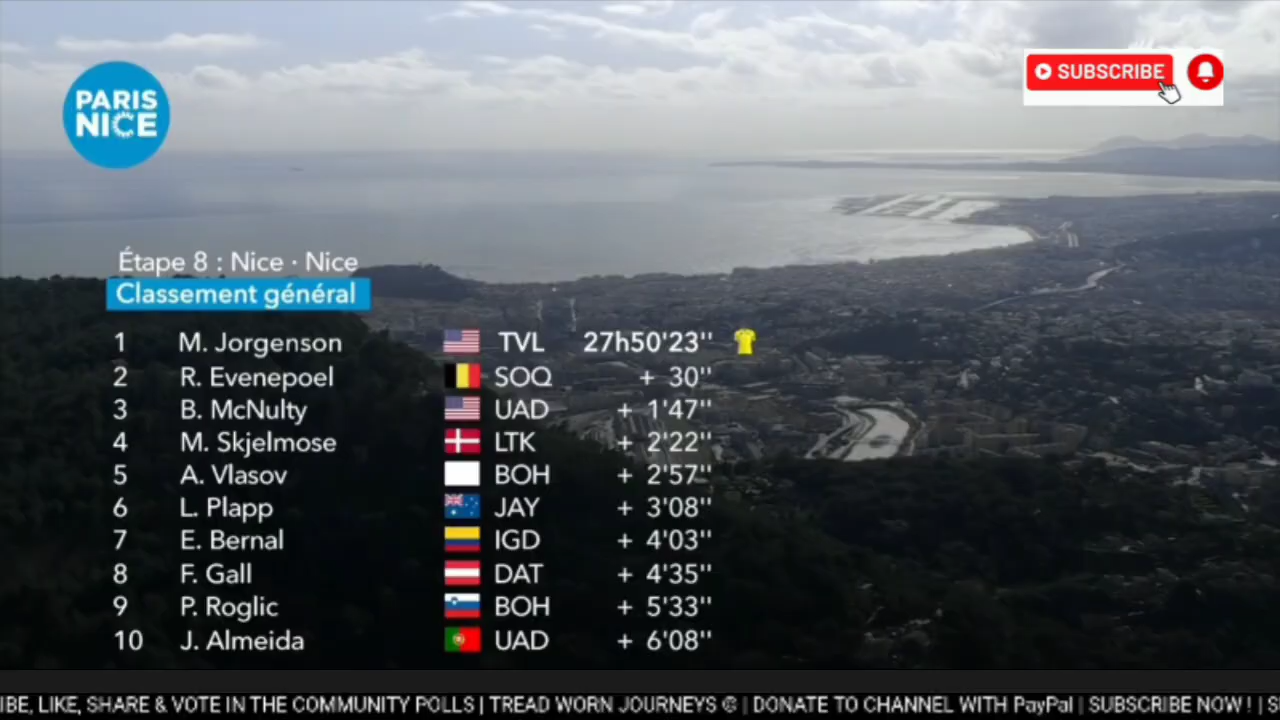 SUBSCRIBE
PARIS
NICE
Étape 8 : Nice · Nice
Classement général
1 M. Jorgenson TVL 27h50'23''
2 R. Evenepoel SOQ + 30''
3 B. McNulty UAD + 1'47''
4 M. Skjelmose LTK + 2'22''
5 A. Vlasov BOH + 2'57''
6 L. Plapp JAY + 3'08''
7 E. Bernal IGD + 4'03''
8 F. Gall DAT + 4'35''
9 P. Roglic BOH + 5'33''
10 J. Almeida UAD + 6'08''
IBE, LIKE, SHARE & VOTE IN THE COMMUNITY POLLS | TREAD WORN JOURNEYS © | DONATE TO CHANNEL WITH PayPal | SUBSCRIBE NOW ! | S